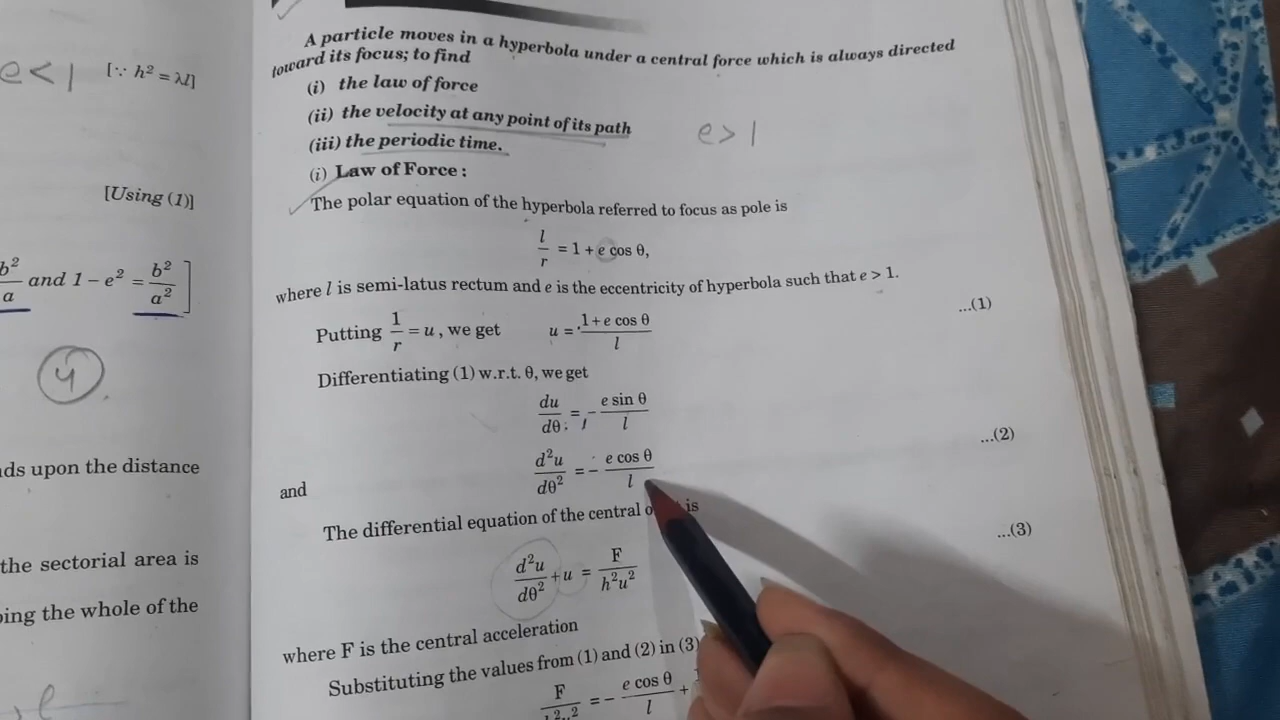 e < 1 [∵ h² = λl]
[Using (1)]
b²/a and 1 – e² = b²/a² ]
4
ds upon the distance
the sectorial area is
ping the whole of the
A particle moves in a hyperbola under a central force which is always directed
toward its focus; to find
(i) the law of force
(ii) the velocity at any point of its path
e > 1
(iii) the periodic time.
(i) Law of Force :
The polar equation of the hyperbola referred to focus as pole is
l/r = 1 + e cos θ,
where l is semi-latus rectum and e is the eccentricity of hyperbola such that e > 1.
Putting 1/r = u, we get u = 1 + e cos θ/l ...(1)
Differentiating (1) w.r.t. θ, we get
du/dθ = – e sin θ/l
and d²u/dθ² = – e cos θ/l ...(2)
The differential equation of the central is
d²u/dθ² + u = F/h²u² ...(3)
where F is the central acceleration
Substituting the values from (1) and (2) in (3)
F/h²u² = – e cos θ/l +